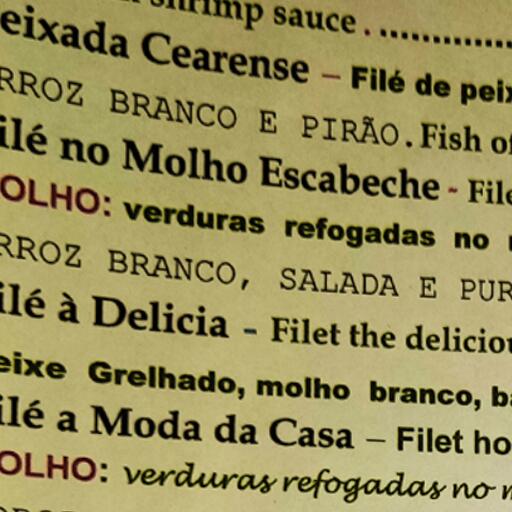 shrimp sauce..............
eixada Cearense – Filé de peix
RROZ BRANCO E PIRÃO. Fish of
ilé no Molho Escabeche - File
OLHO: verduras refogadas no
RROZ BRANCO, SALADA E PUR
ilé à Delicia - Filet the deliciou
eixe Grelhado, molho branco, ba
ilé a Moda da Casa – Filet ho
OLHO: verduras refogadas no m